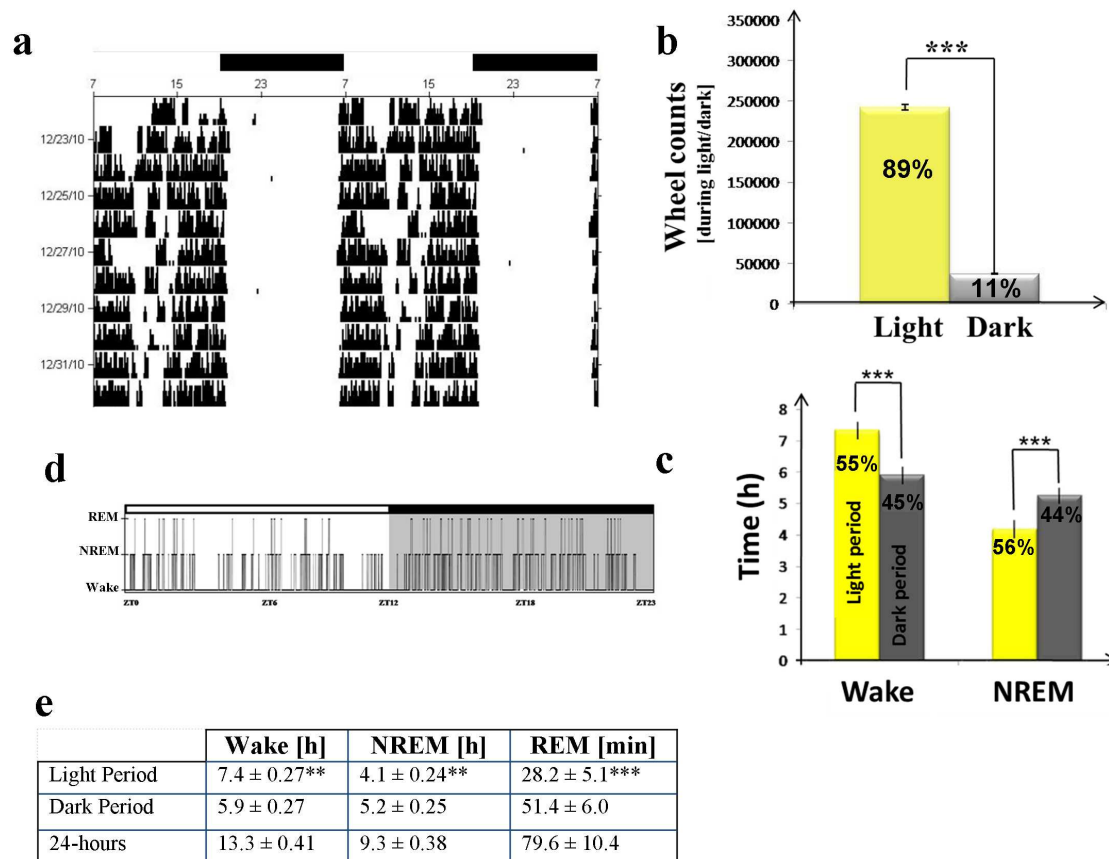 a
7 15 23 7 15 23 7
12/23/10
12/25/10
12/27/10
12/29/10
12/31/10
b
Wheel counts
[during light/dark]
350000
300000
250000
200000
150000
100000
50000
0
***
89%
11%
Light Dark
c
Time (h)
8
7
6
5
4
3
2
1
0
***
***
55%
45%
56%
44%
Light period
Dark period
Wake NREM
d
REM
NREM
Wake
ZT0 ZT6 ZT12 ZT18 ZT23
e
Wake [h] NREM [h] REM [min]
Light Period 7.4 ± 0.27** 4.1 ± 0.24** 28.2 ± 5.1***
Dark Period 5.9 ± 0.27 5.2 ± 0.25 51.4 ± 6.0
24-hours 13.3 ± 0.41 9.3 ± 0.38 79.6 ± 10.4